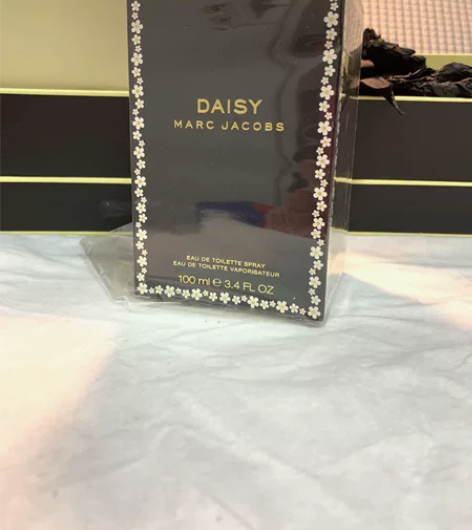 DAISY
MARC JACOBS
EAU DE TOILETTE SPRAY
EAU DE TOILETTE VAPORISATEUR
100 ml ℮ 3.4 FL OZ